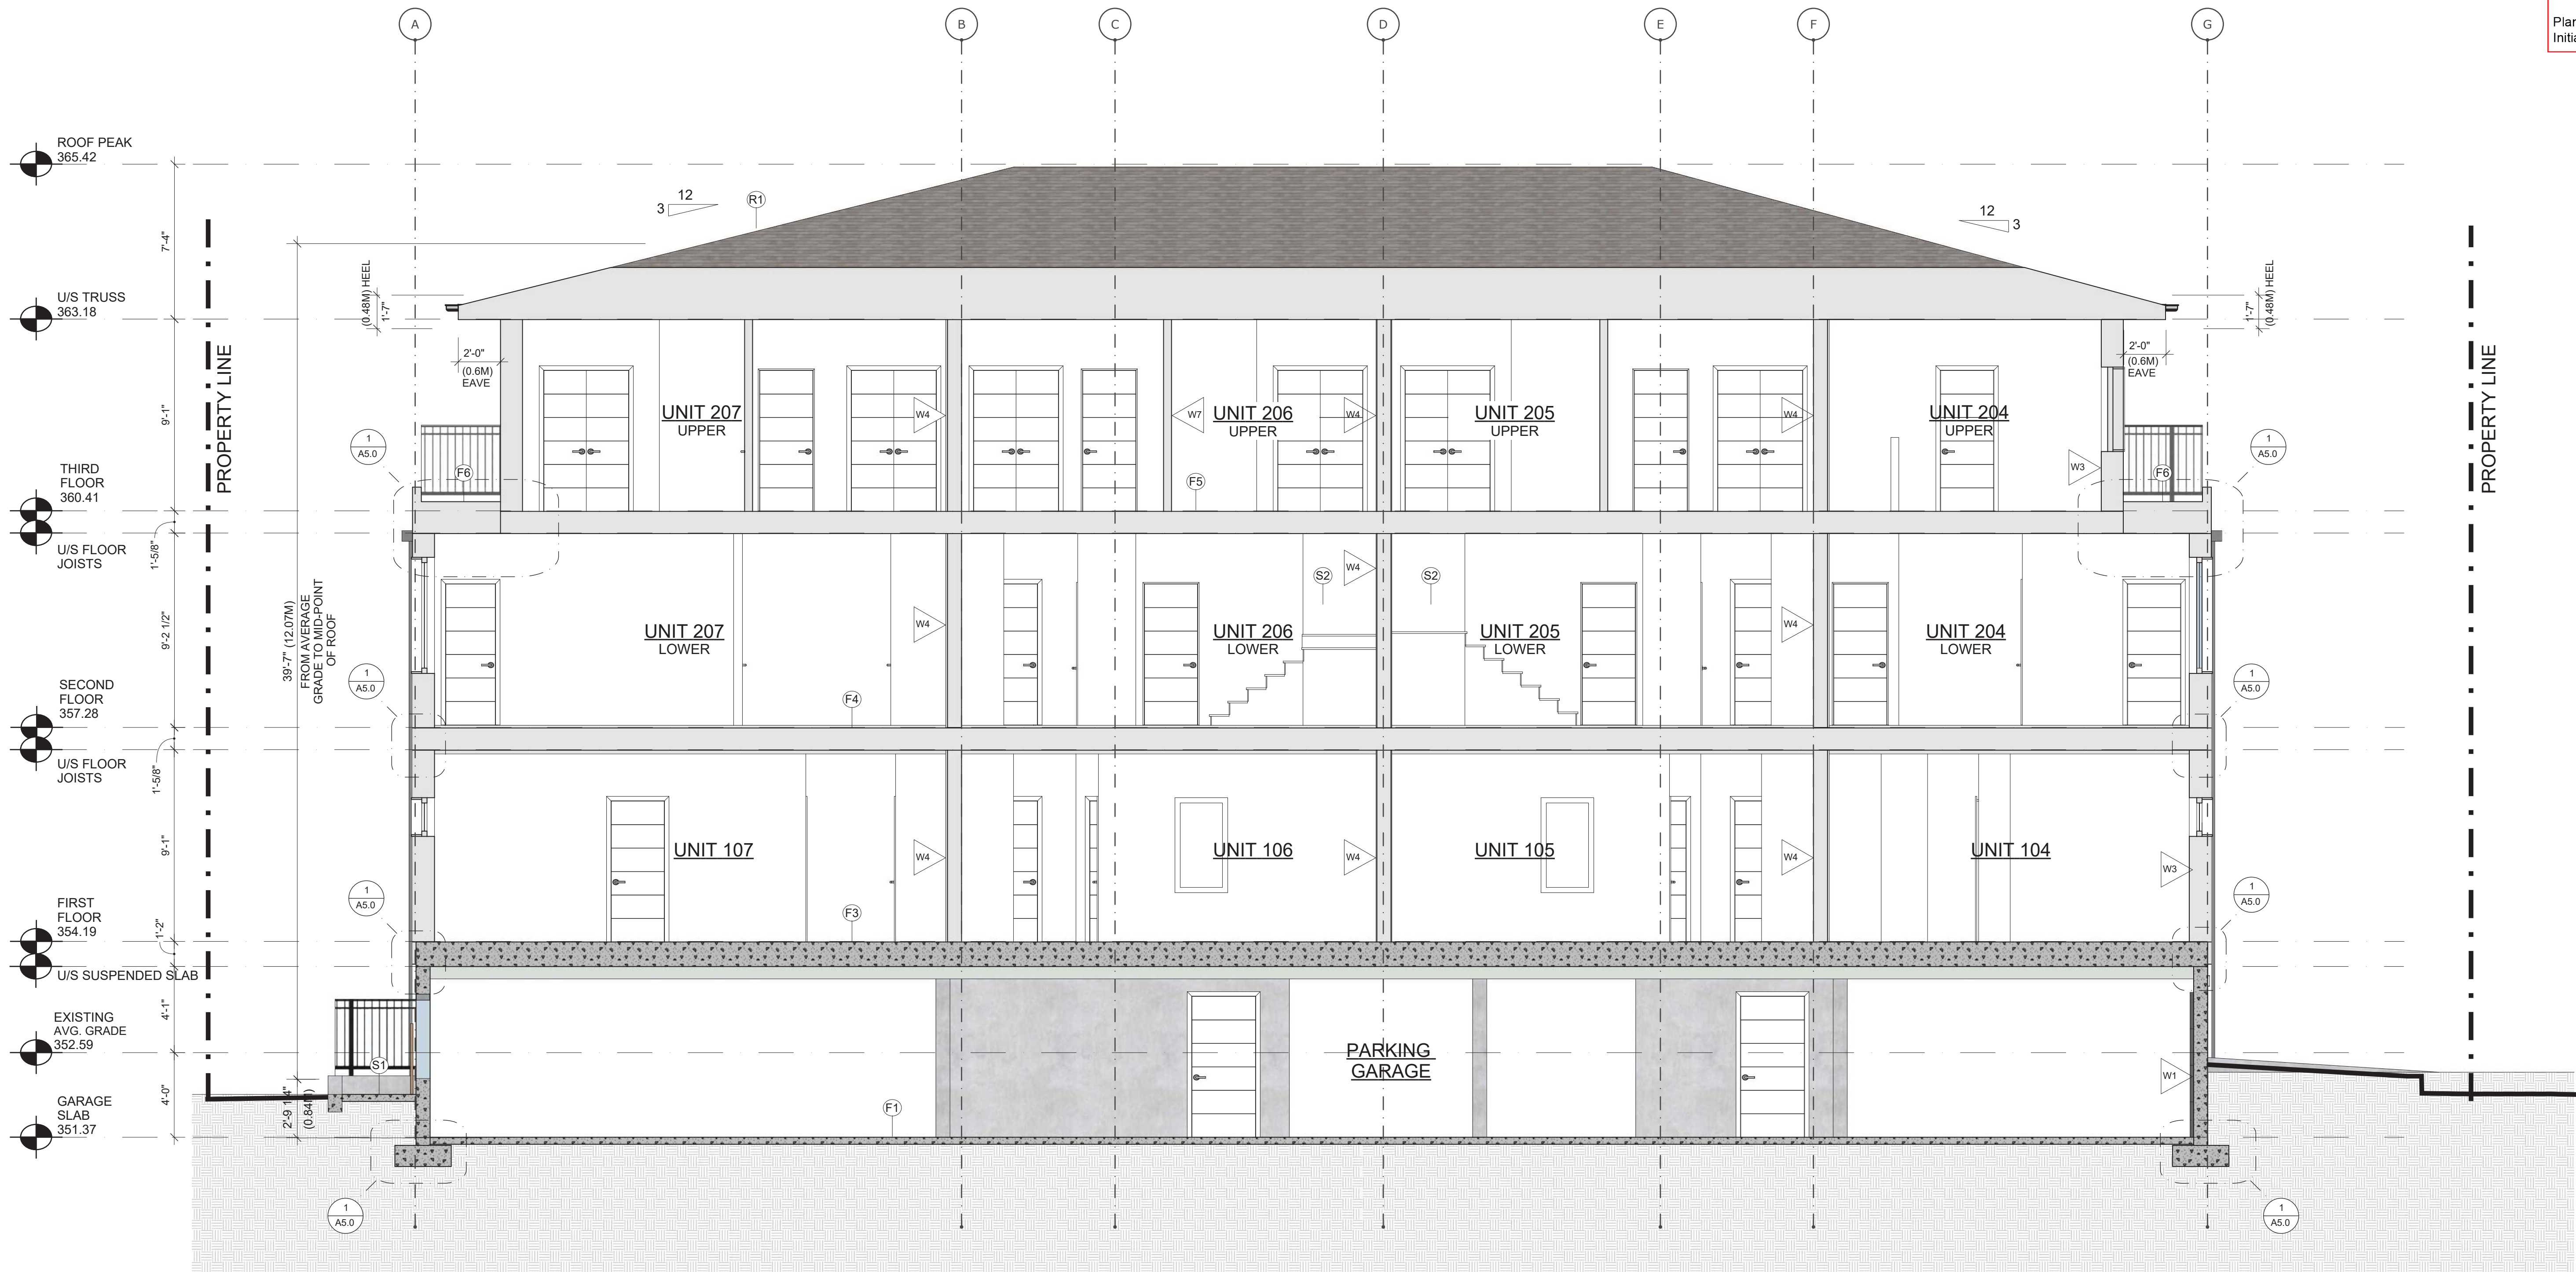 A
B
C
D
E
F
G
ROOF PEAK
365.42
U/S TRUSS
363.18
THIRD
FLOOR
360.41
U/S FLOOR
JOISTS
SECOND
FLOOR
357.28
U/S FLOOR
JOISTS
FIRST
FLOOR
354.19
U/S SUSPENDED SLAB
EXISTING
AVG. GRADE
352.59
GARAGE
SLAB
351.37
7'-4"
9'-1"
1'-5/8"
9'-2 1/2"
1'-5/8"
9'-1"
1'-2"
4'-1"
4'-0"
PROPERTY LINE
39'-7" (12.07M)
FROM AVERAGE
GRADE TO MID-POINT
OF ROOF
2'-9 1/4"
(0.84M)
(0.48M) HEEL
1'-7"
2'-0"
(0.6M)
EAVE
12
3
R1
12
3
1'-7"
(0.48M) HEEL
2'-0"
(0.6M)
EAVE
PROPERTY LINE
1
A5.0
F6
UNIT 207
UPPER
W4
W7
UNIT 206
UPPER
F5
W4
UNIT 205
UPPER
W4
UNIT 204
UPPER
W3
F6
1
A5.0
1
A5.0
UNIT 207
LOWER
F4
W4
UNIT 206
LOWER
S2
W4
S2
UNIT 205
LOWER
W4
UNIT 204
LOWER
1
A5.0
1
A5.0
UNIT 107
F3
W4
UNIT 106
W4
UNIT 105
W4
UNIT 104
W3
1
A5.0
S1
F1
PARKING
GARAGE
W1
1
A5.0
1
A5.0